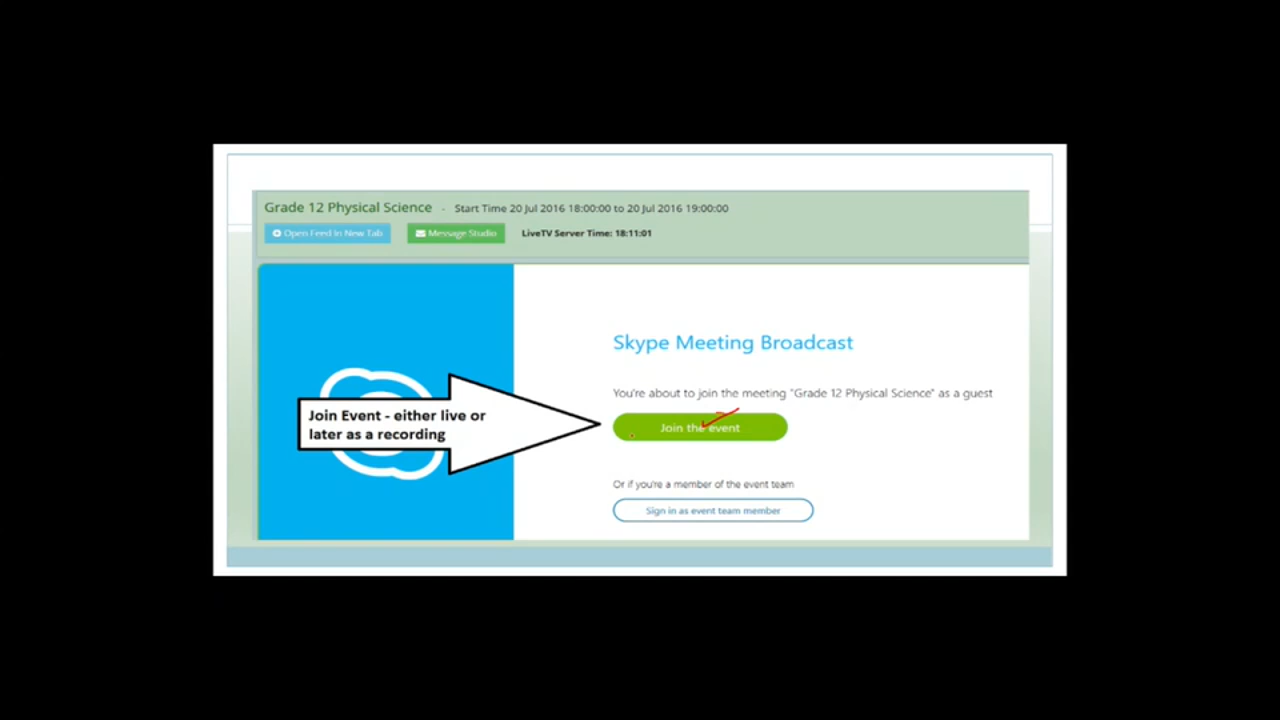 Grade 12 Physical Science - Start Time 20 Jul 2016 18:00:00 to 20 Jul 2016 19:00:00
Open Feed In New Tab Message Studio LiveTV Server Time: 18:11:01
Skype Meeting Broadcast
You're about to join the meeting "Grade 12 Physical Science" as a guest
Join Event - either live or
later as a recording
Join the event
Or if you're a member of the event team
Sign in as event team member